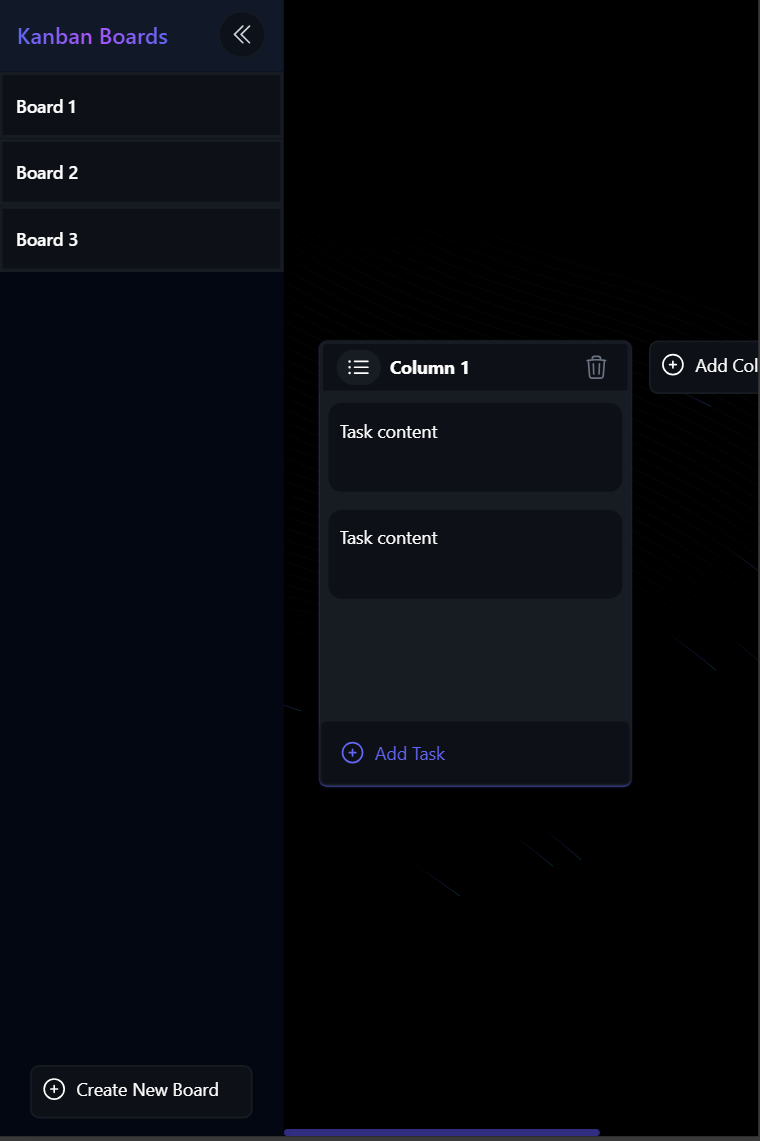 Kanban Boards
Board 1
Board 2
Board 3
Column 1
Add Col
Task content
Task content
Add Task
Create New Board